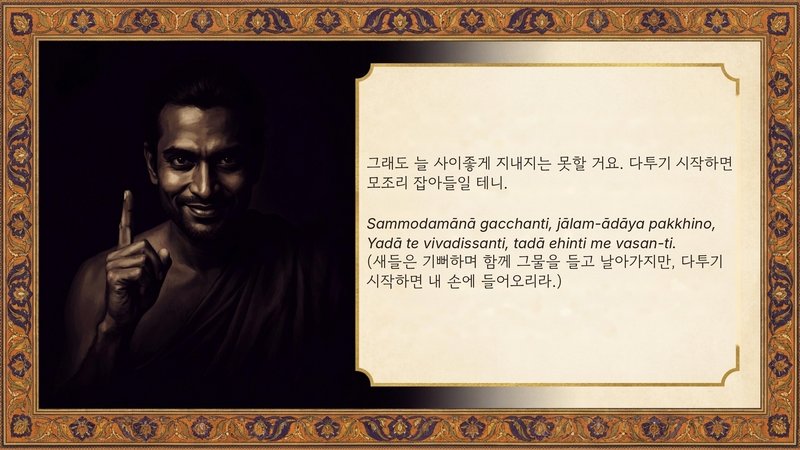 그래도 늘 사이좋게 지내지는 못할 거요. 다투기 시작하면
모조리 잡아들일 테니.
Sammodamānā gacchanti, jālam-ādāya pakkhino,
Yadā te vivadissanti, tadā ehinti me vasan-ti.
(새들은 기뻐하며 함께 그물을 들고 날아가지만, 다투기
시작하면 내 손에 들어오리라.)